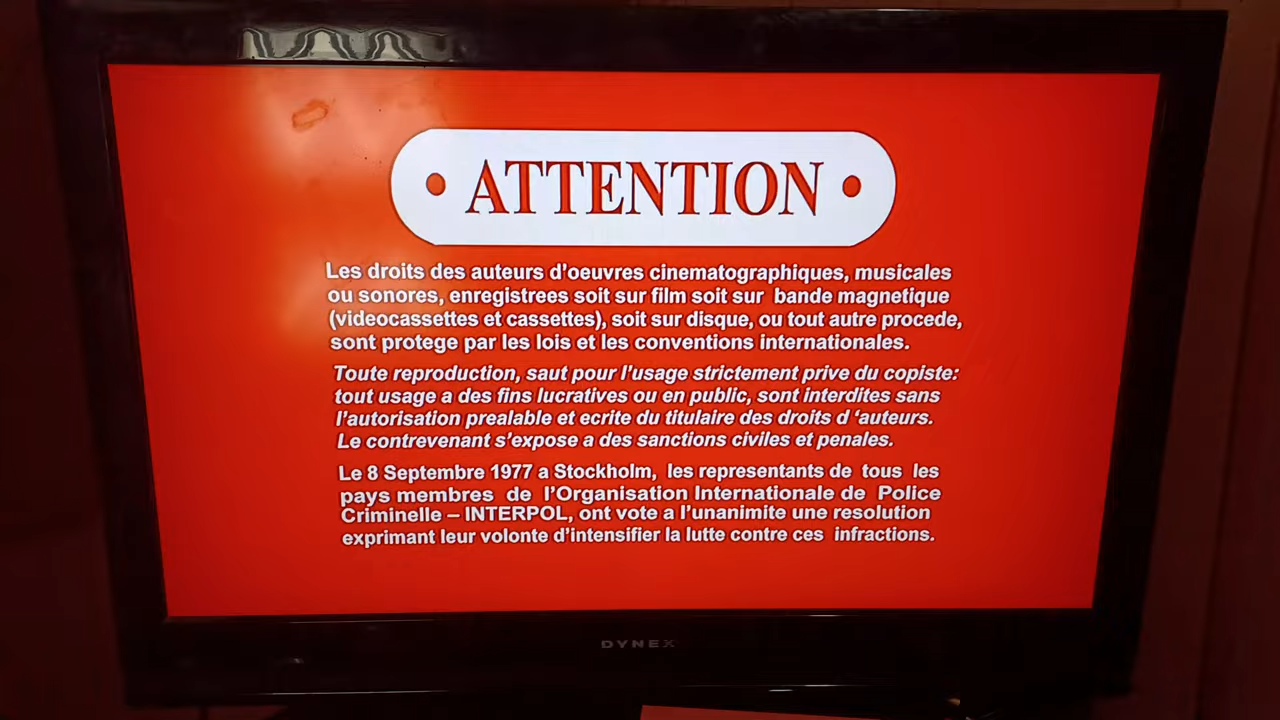 • ATTENTION •
Les droits des auteurs d'oeuvres cinematographiques, musicales
ou sonores, enregistrees soit sur film soit sur bande magnetique
(videocassettes et cassettes), soit sur disque, ou tout autre procede,
sont protege par les lois et les conventions internationales.
Toute reproduction, saut pour l'usage strictement prive du copiste:
tout usage a des fins lucratives ou en public, sont interdites sans
l'autorisation prealable et ecrite du titulaire des droits d 'auteurs.
Le contrevenant s'expose a des sanctions civiles et penales.
Le 8 Septembre 1977 a Stockholm, les representants de tous les
pays membres de l'Organisation Internationale de Police
Criminelle – INTERPOL, ont vote a l'unanimite une resolution
exprimant leur volonte d'intensifier la lutte contre ces infractions.
DYNEX